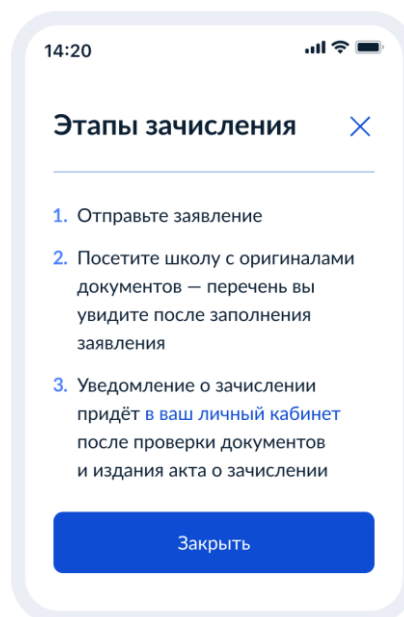 14:20
Этапы зачисления
1. Отправьте заявление
2. Посетите школу с оригиналами
документов — перечень вы
увидите после заполнения
заявления
3. Уведомление о зачислении
придёт в ваш личный кабинет
после проверки документов
и издания акта о зачислении
Закрыть